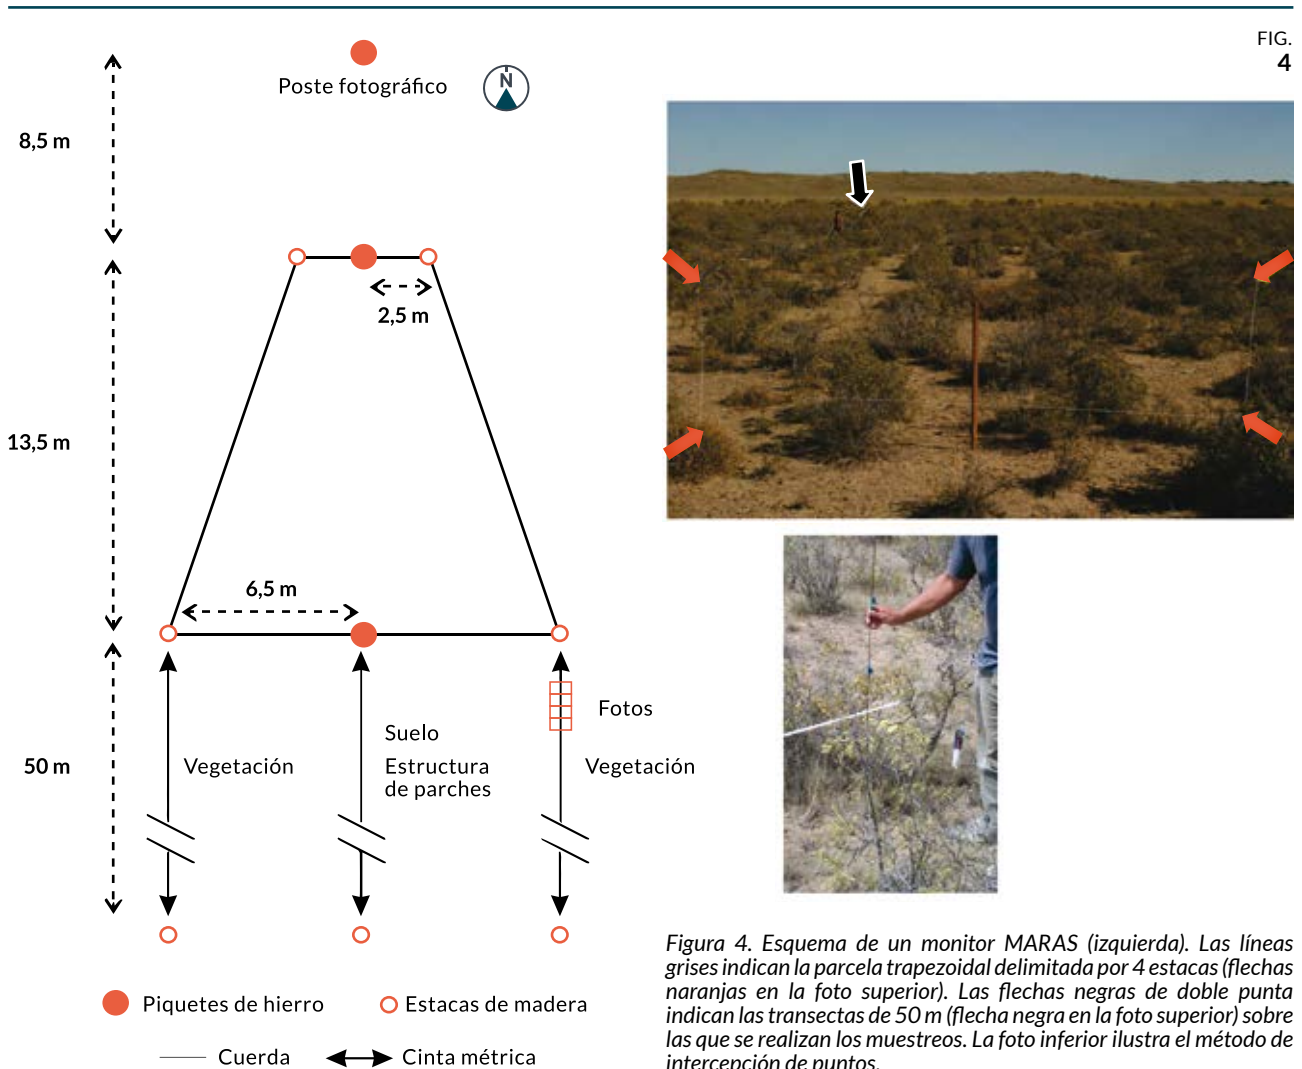 FIG.
4
Poste fotográfico
N
8,5 m
2,5 m
13,5 m
6,5 m
Fotos
Suelo
50 m
Vegetación
Estructura
de parches
Vegetación
Piquetes de hierro
Estacas de madera
Cuerda
Cinta métrica
Figura 4. Esquema de un monitor MARAS (izquierda). Las líneas
grises indican la parcela trapezoidal delimitada por 4 estacas (flechas
naranjas en la foto superior). Las flechas negras de doble punta
indican las transectas de 50 m (flecha negra en la foto superior) sobre
las que se realizan los muestreos. La foto inferior ilustra el método de
intercepción de puntos.